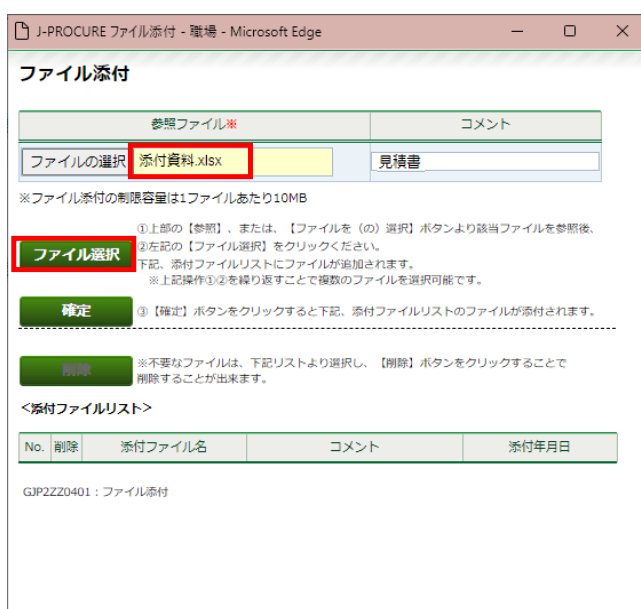 J-PROCURE ファイル添付 - 職場 - Microsoft Edge
ファイル添付
参照ファイル※ コメント
ファイルの選択 添付資料.xlsx 見積書
※ファイル添付の制限容量は1ファイルあたり10MB
①上部の【参照】、または、【ファイルを（の）選択】ボタンより該当ファイルを参照後、
ファイル選択 ②左記の【ファイル選択】をクリックください。
下記、添付ファイルリストにファイルが追加されます。
※上記操作①②を繰り返すことで複数のファイルを選択可能です。
確定 ③【確定】ボタンをクリックすると下記、添付ファイルリストのファイルが添付されます。
削除 ※不要なファイルは、下記リストより選択し、【削除】ボタンをクリックすることで
削除することが出来ます。
<添付ファイルリスト>
No. 削除 添付ファイル名 コメント 添付年月日
GJP2ZZ0401：ファイル添付